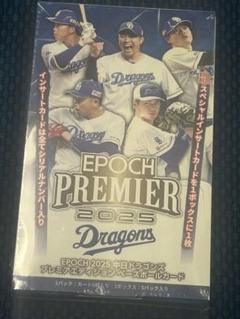 インサートカードは全てシリアルナンバー入り
スペシャルインサートカードを1ボックスに1枚
Dragons
EPOCH
PREMIER
2025
Dragons
EPOCH 2025 中日ドラゴンズ
プレミアエディション ベースボールカード